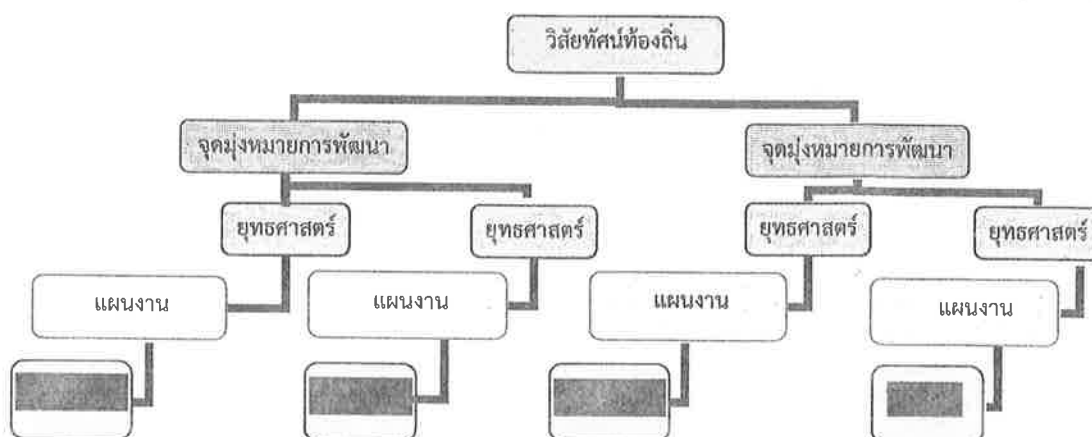 วิสัยทัศน์ท้องถิ่น
จุดมุ่งหมายการพัฒนา
จุดมุ่งหมายการพัฒนา
ยุทธศาสตร์
ยุทธศาสตร์
ยุทธศาสตร์
ยุทธศาสตร์
แผนงาน
แผนงาน
แผนงาน
แผนงาน